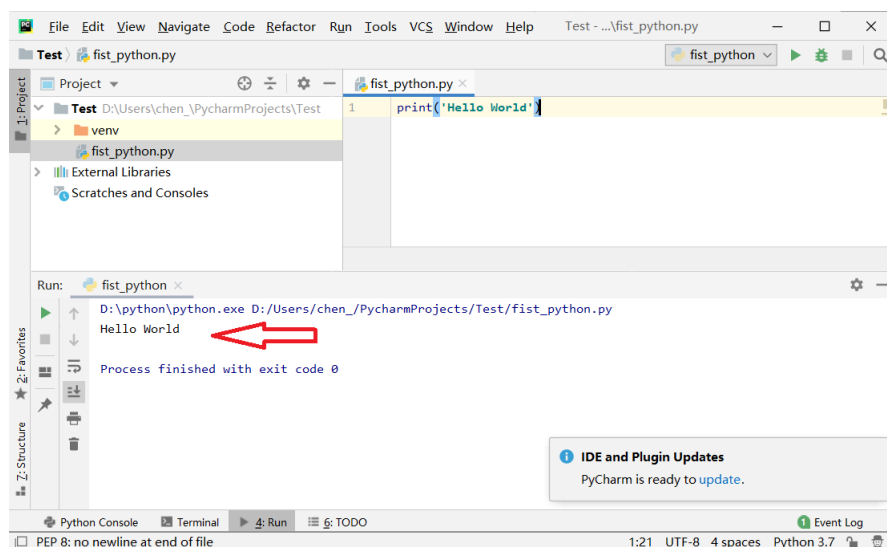 PC File Edit View Navigate Code Refactor Run Tools VCS Window Help Test - ...\fist_python.py
Test fist_python.py fist_python
1: Project
Project
fist_python.py
Test D:\Users\chen_\PycharmProjects\Test
1 print('Hello World')
venv
fist_python.py
External Libraries
Scratches and Consoles
Run: fist_python
D:\python\python.exe D:/Users/chen_/PycharmProjects/Test/fist_python.py
Hello World
Process finished with exit code 0
2: Favorites
7: Structure
IDE and Plugin Updates
PyCharm is ready to update.
Python Console Terminal 4: Run 6: TODO 1 Event Log
PEP 8: no newline at end of file 1:21 UTF-8 4 spaces Python 3.7